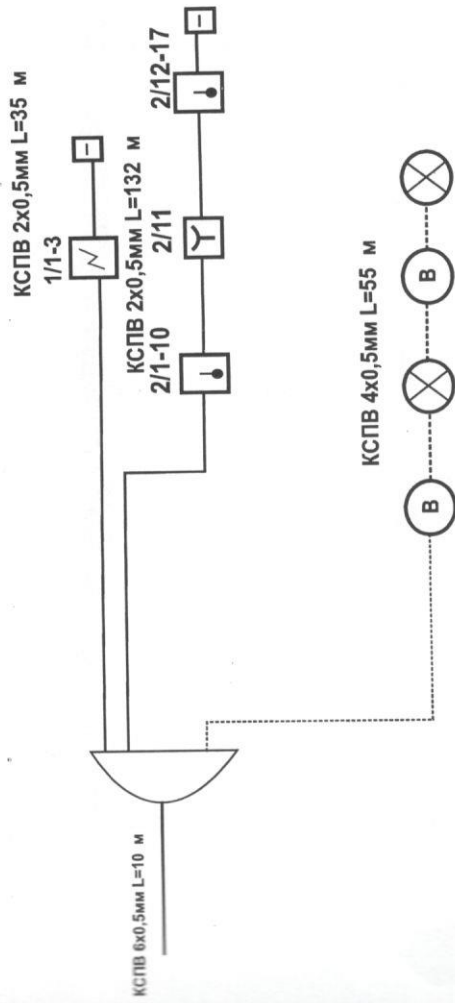 КСПВ 2х0,5мм L=35 м
1/1-3
КСПВ 2х0,5мм L=132 м
2/1-10
2/11
2/12-17
КСПВ 4х0,5мм L=55 м
В
В
КСПВ 6х0,5мм L=10 м